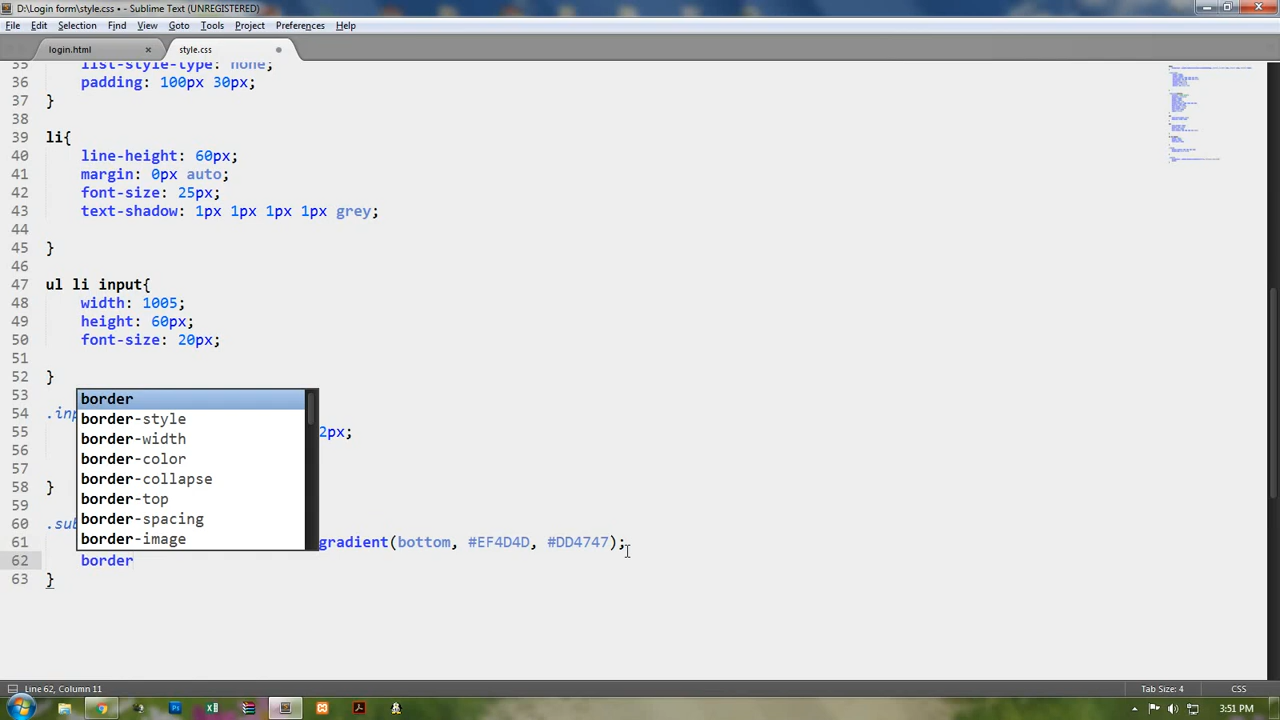 D:\Login form\style.css • - Sublime Text (UNREGISTERED)
File Edit Selection Find View Goto Tools Project Preferences Help
login.html × style.css
35 list-style-type: none;
36 padding: 100px 30px;
37 }
38
39 li{
40 line-height: 60px;
41 margin: 0px auto;
42 font-size: 25px;
43 text-shadow: 1px 1px 1px 1px grey;
44
45 }
46
47 ul li input{
48 width: 1005;
49 height: 60px;
50 font-size: 20px;
51
52 }
53 border
border-style
54 .inp
border-width
55 2px;
56 border-color
57 border-collapse
58 }
border-top
59 border-spacing
60 .sub
border-image
61 gradient(bottom, #EF4D4D, #DD4747);
62 border
63 }
Line 62, Column 11 Tab Size: 4 CSS
3:51 PM